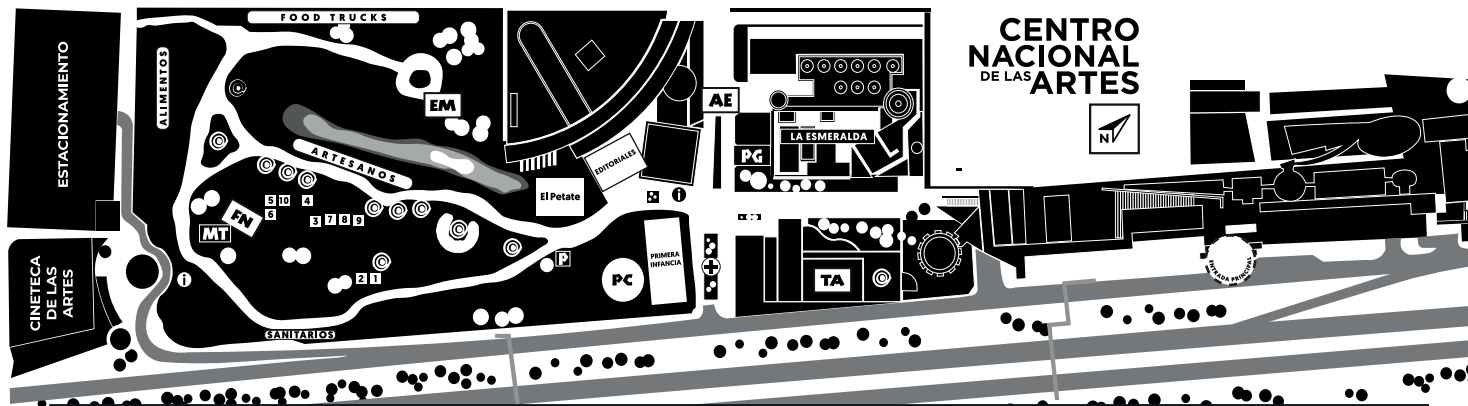 FOOD TRUCKS
CENTRO
NACIONAL
DE LAS ARTES
N
ESTACIONAMIENTO
ALIMENTOS
EM
AE
LA ESMERALDA
PG
ARTESANOS
EDITORIALES
El Petate
i
5 10 4
6
3 7 8 9
FN
MT
P
PRIMERA
INFANCIA
PC
TA
2 1
i
CINETECA
DE LAS
ARTES
SANITARIOS
ENTRADA PRINCIPAL